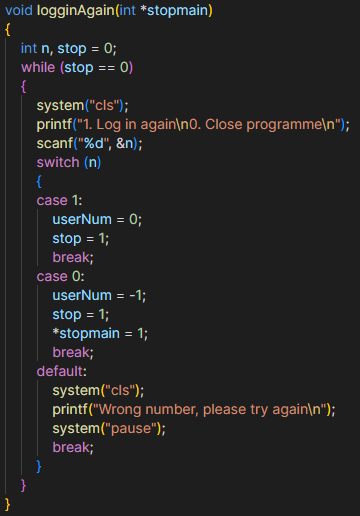 void logginAgain(int *stopmain)
{
    int n, stop = 0;
    while (stop == 0)
    {
        system("cls");
        printf("1. Log in again\n0. Close programme\n");
        scanf("%d", &n);
        switch (n)
        {
        case 1:
            userNum = 0;
            stop = 1;
            break;
        case 0:
            userNum = -1;
            stop = 1;
            *stopmain = 1;
            break;
        default:
            system("cls");
            printf("Wrong number, please try again\n");
            system("pause");
            break;
        }
    }
}